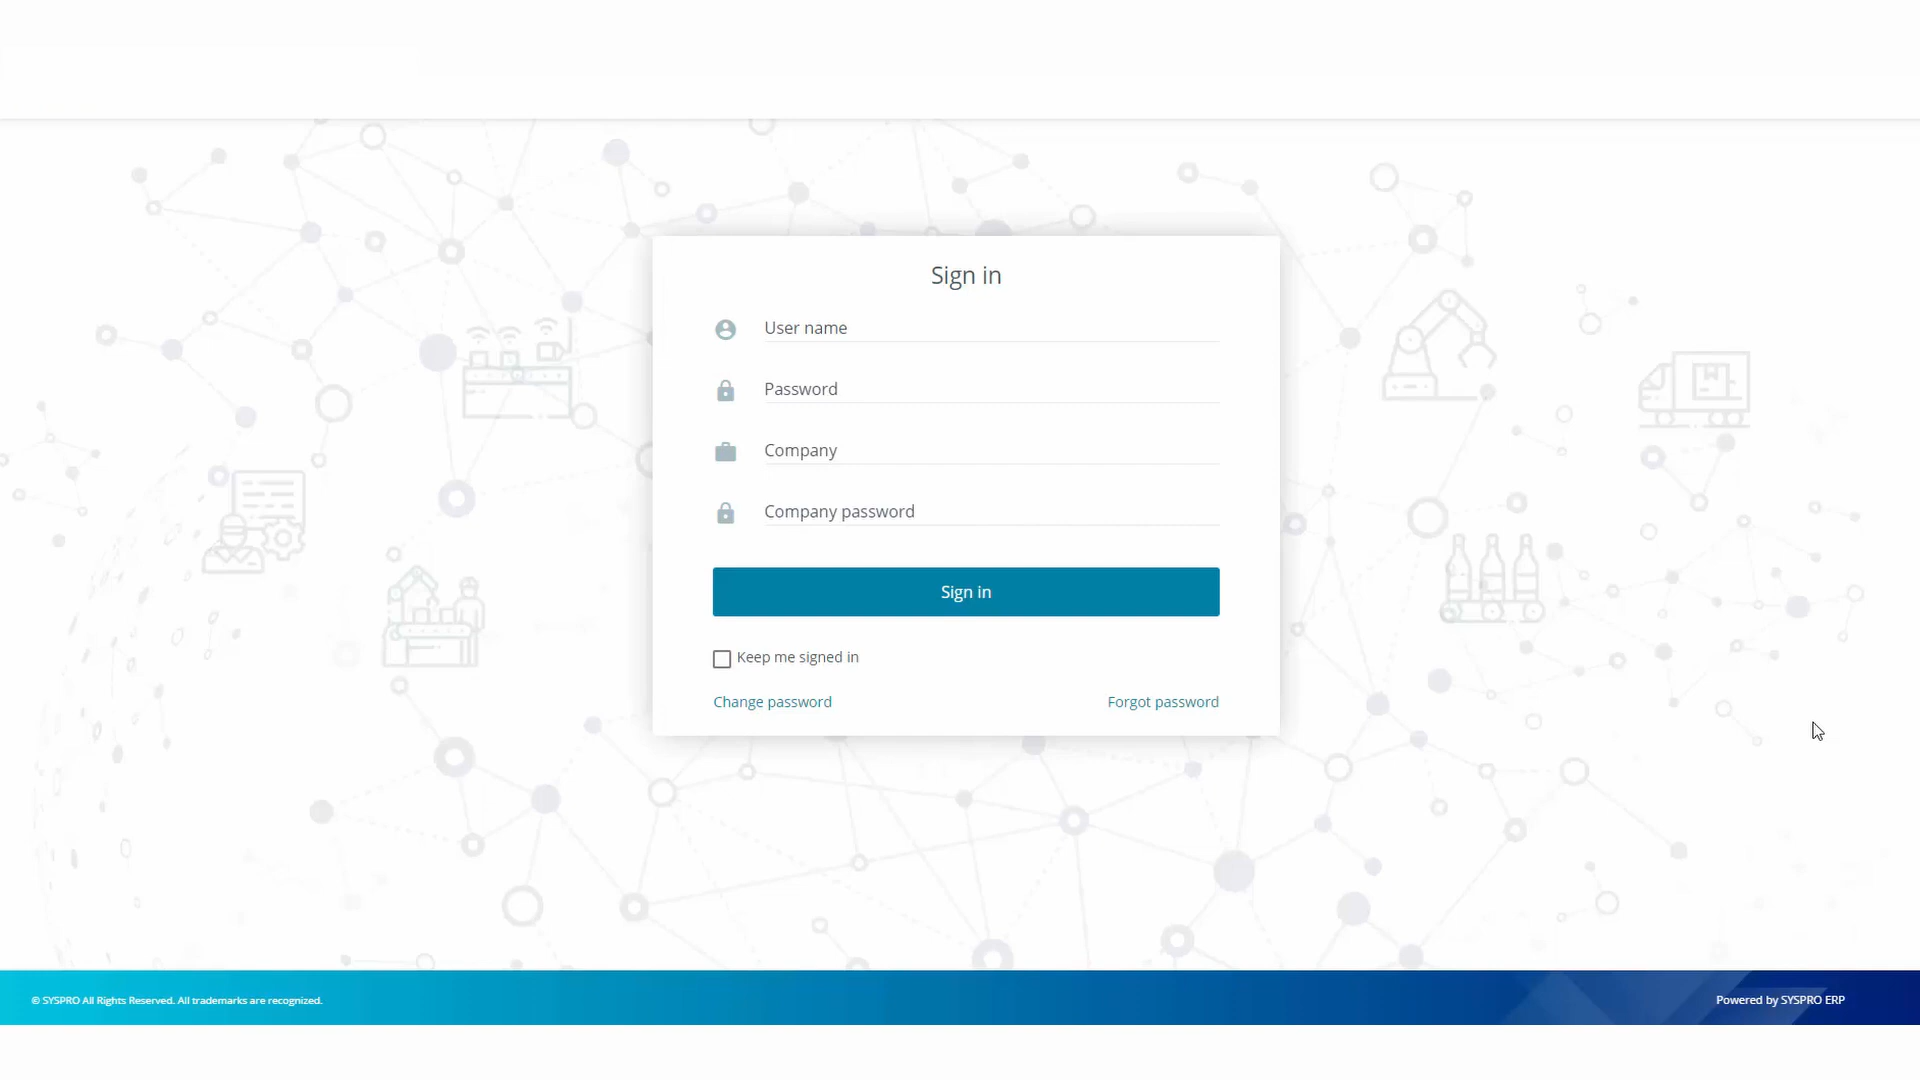 Sign in
User name
Password
Company
Company password
Sign in
Keep me signed in
Change password
Forgot password
© SYSPRO All Rights Reserved. All trademarks are recognized.
Powered by SYSPRO ERP